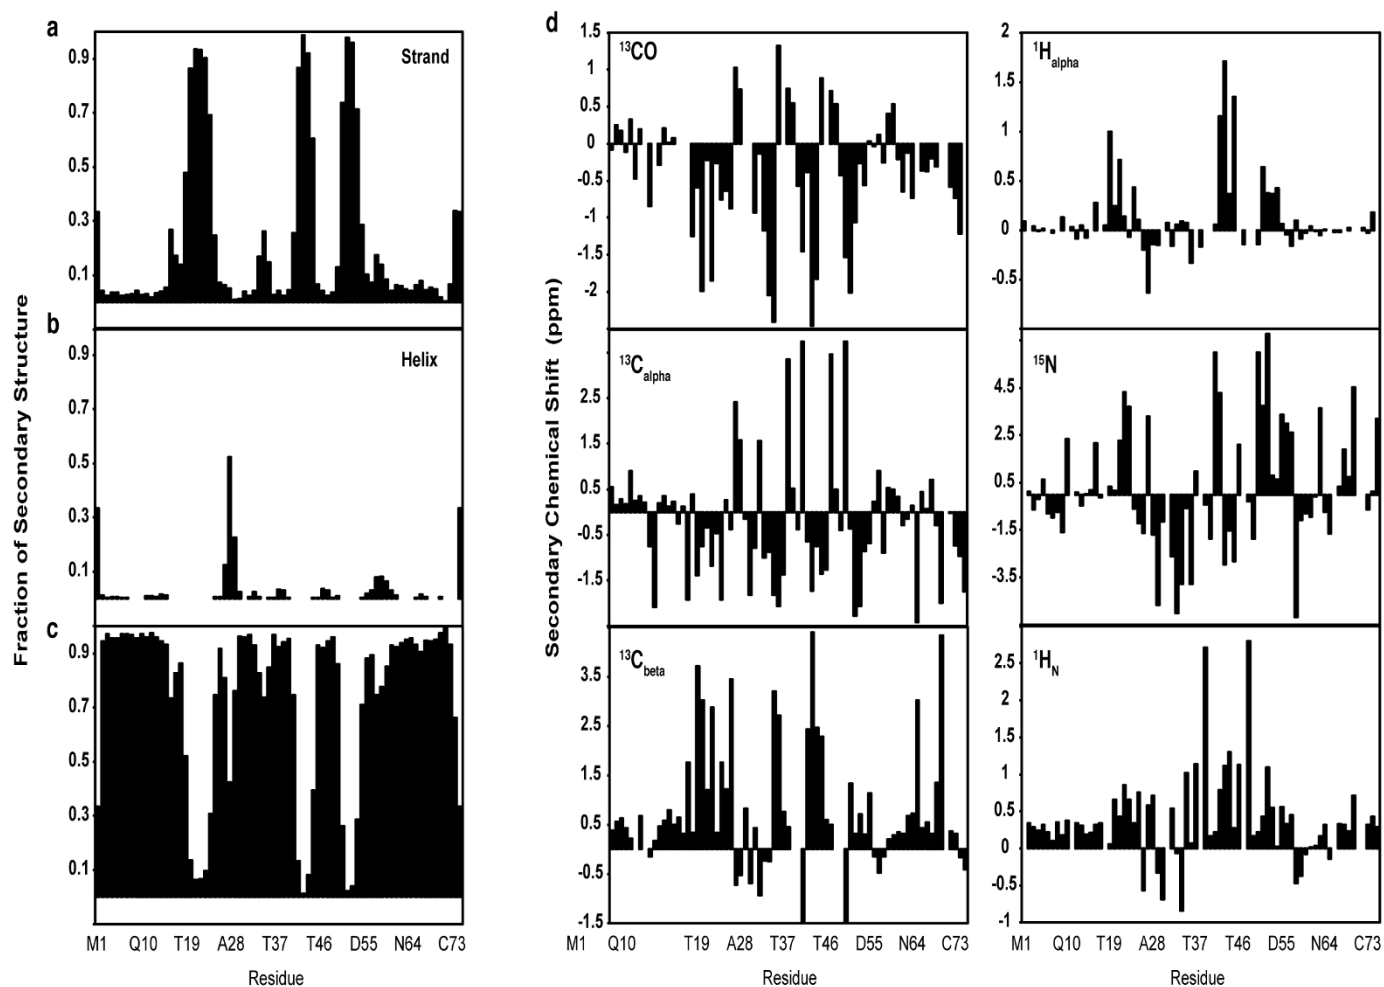 a
Strand
0.9
0.7
0.5
0.3
0.1
b
Helix
0.9
0.7
0.5
0.3
0.1
c
0.9
0.7
0.5
0.3
0.1
Fraction of Secondary Structure
M1 Q10 T19 A28 T37 T46 D55 N64 C73
Residue
d
Secondary Chemical Shift (ppm)
13CO
1.5
1
0.5
0
-0.5
-1
-1.5
-2
13Calpha
2.5
1.5
0.5
-0.5
-1.5
13Cbeta
3.5
2.5
1.5
0.5
-0.5
-1.5
M1 Q10 T19 A28 T37 T46 D55 N64 C73
Residue
1Halpha
2
1.5
1
0.5
0
-0.5
15N
4.5
2.5
0.5
-1.5
-3.5
1HN
2.5
2
1.5
1
0.5
0
-0.5
-1
M1 Q10 T19 A28 T37 T46 D55 N64 C73
Residue